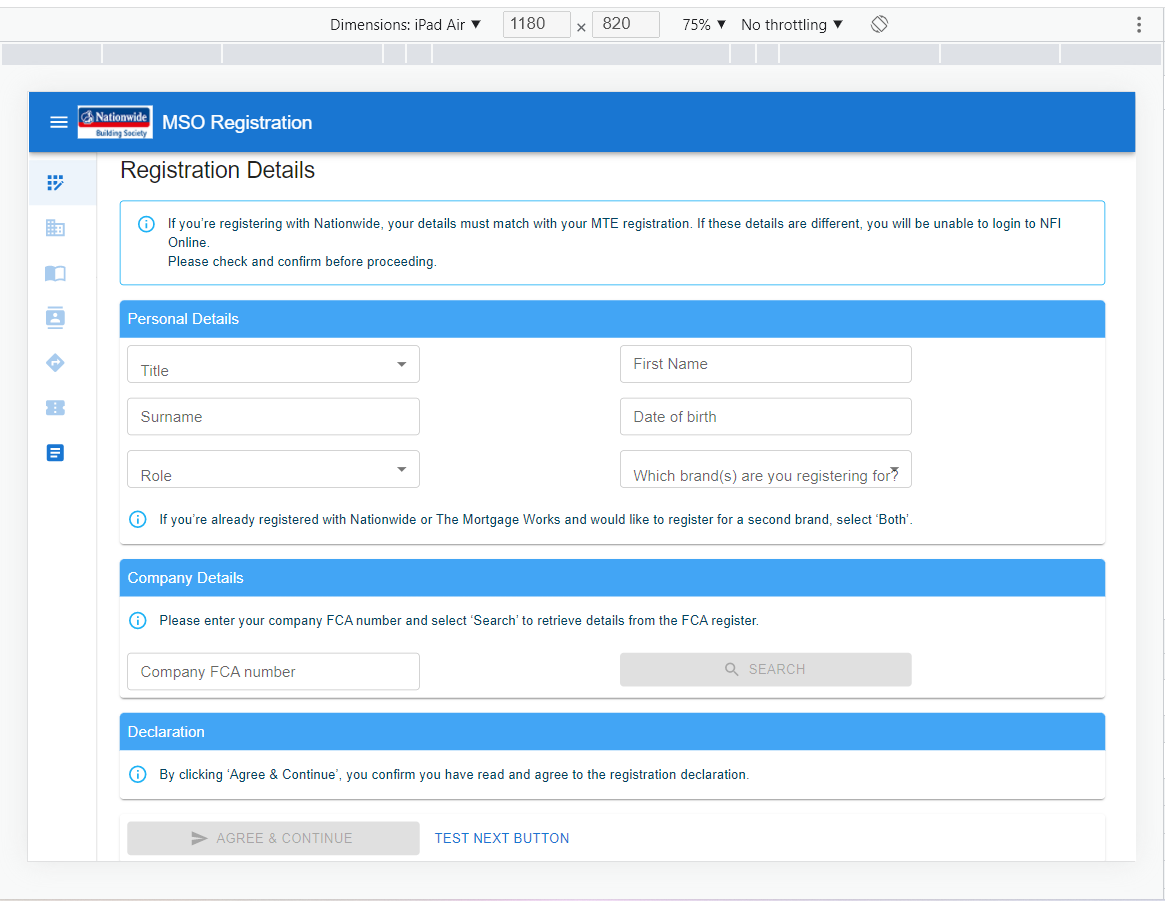 Dimensions: iPad Air ▼ 1180 × 820 75% ▼ No throttling ▼
Nationwide
Building Society
MSO Registration
Registration Details
If you’re registering with Nationwide, your details must match with your MTE registration. If these details are different, you will be unable to login to NFI
Online.
Please check and confirm before proceeding.
Personal Details
Title
First Name
Surname
Date of birth
Role
Which brand(s) are you registering for?
If you’re already registered with Nationwide or The Mortgage Works and would like to register for a second brand, select ‘Both’.
Company Details
Please enter your company FCA number and select ‘Search’ to retrieve details from the FCA register.
Company FCA number
SEARCH
Declaration
By clicking ‘Agree & Continue’, you confirm you have read and agree to the registration declaration.
AGREE & CONTINUE
TEST NEXT BUTTON